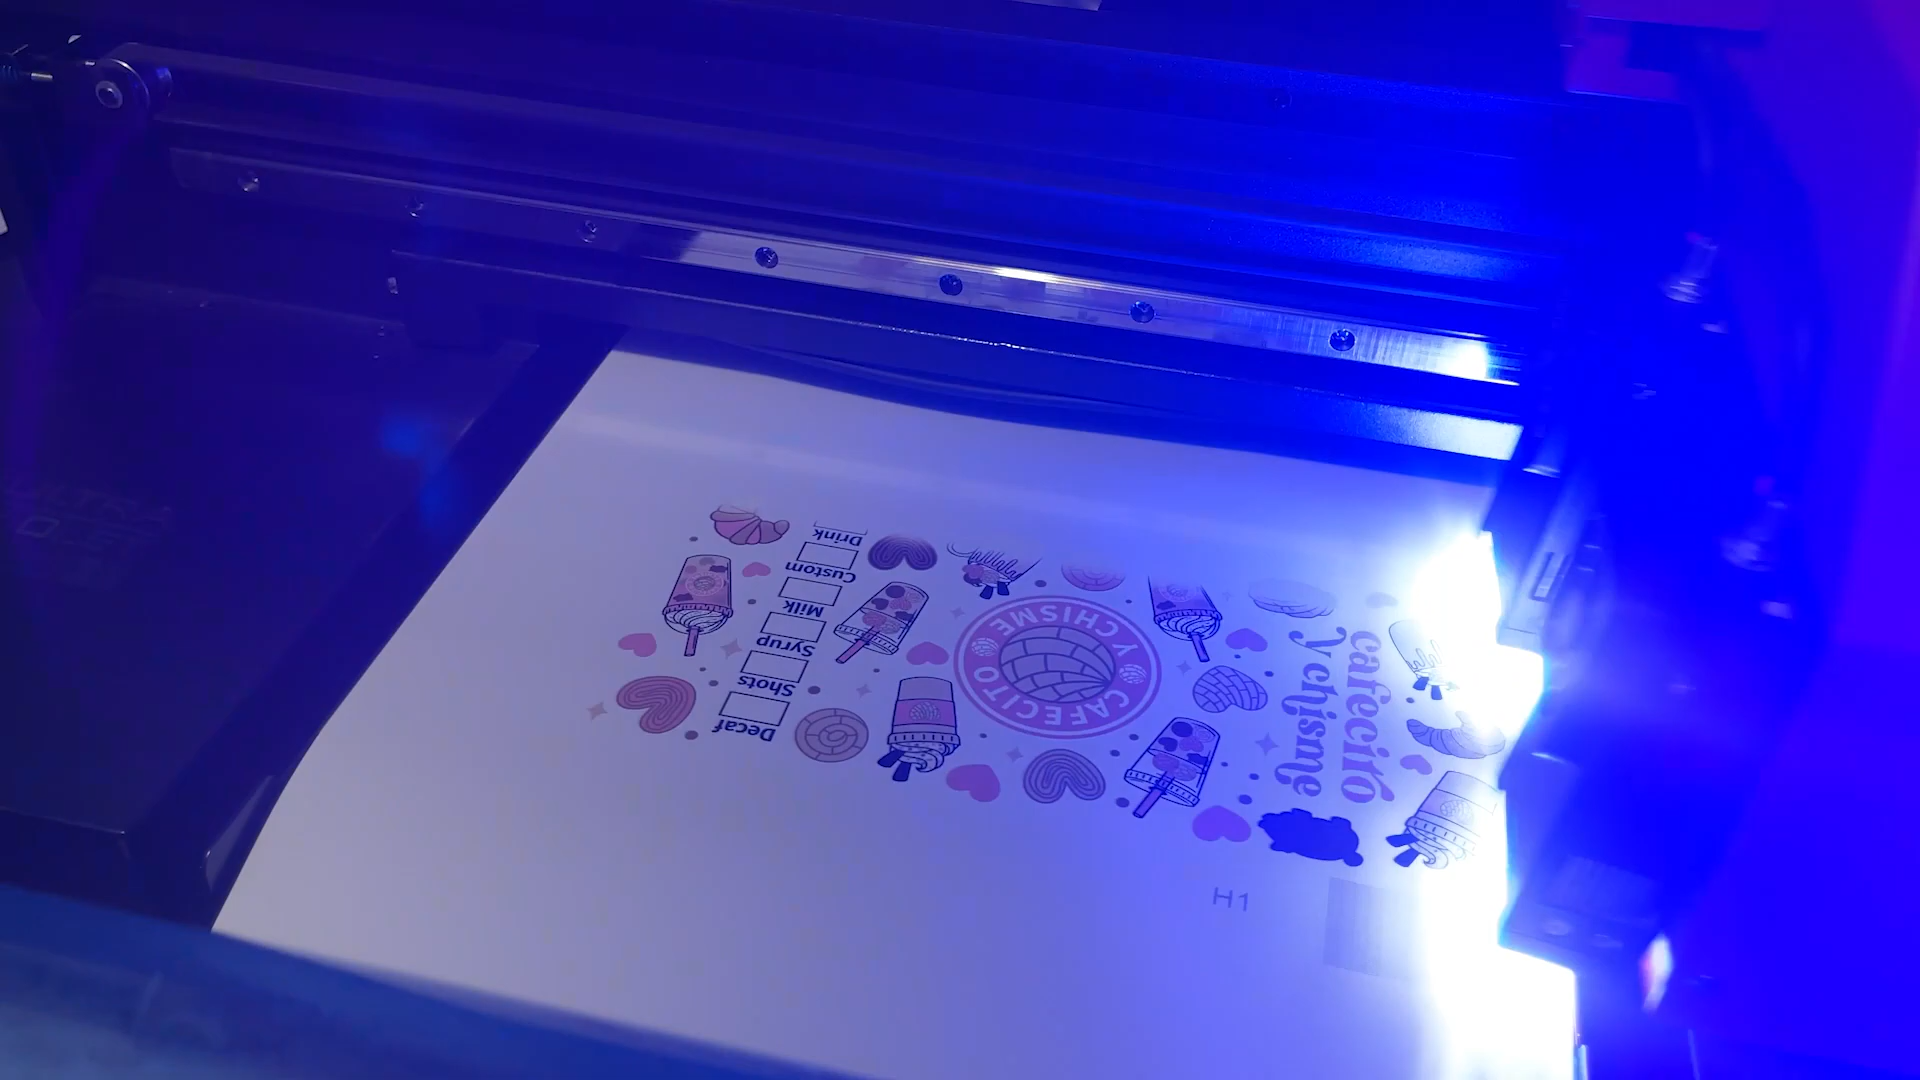 Drink
Custom
Milk
Syrup
Shots
Decaf
CAFECITO
Y CHISME
cafecito
y chisme
H1